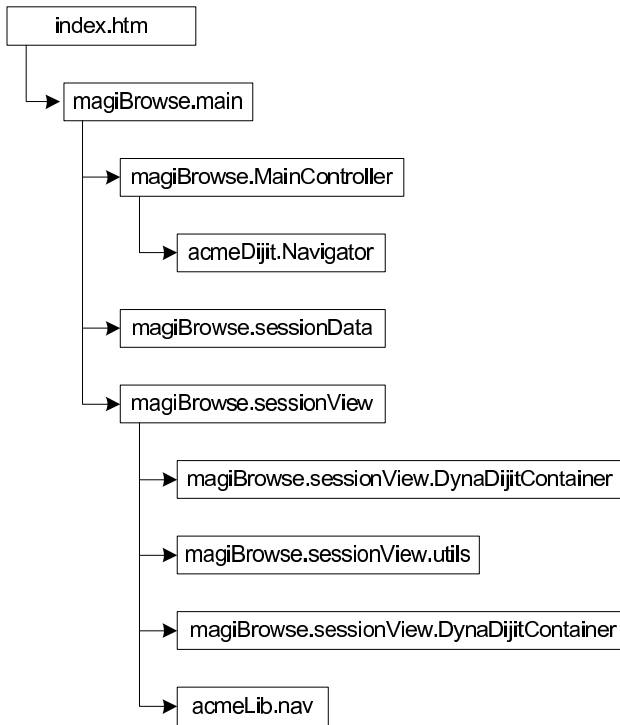 index.htm
magiBrowse.main
magiBrowse.MainController
acmeDijit.Navigator
magiBrowse.sessionData
magiBrowse.sessionView
magiBrowse.sessionView.DynaDijitContainer
magiBrowse.sessionView.utils
magiBrowse.sessionView.DynaDijitContainer
acmeLib.nav